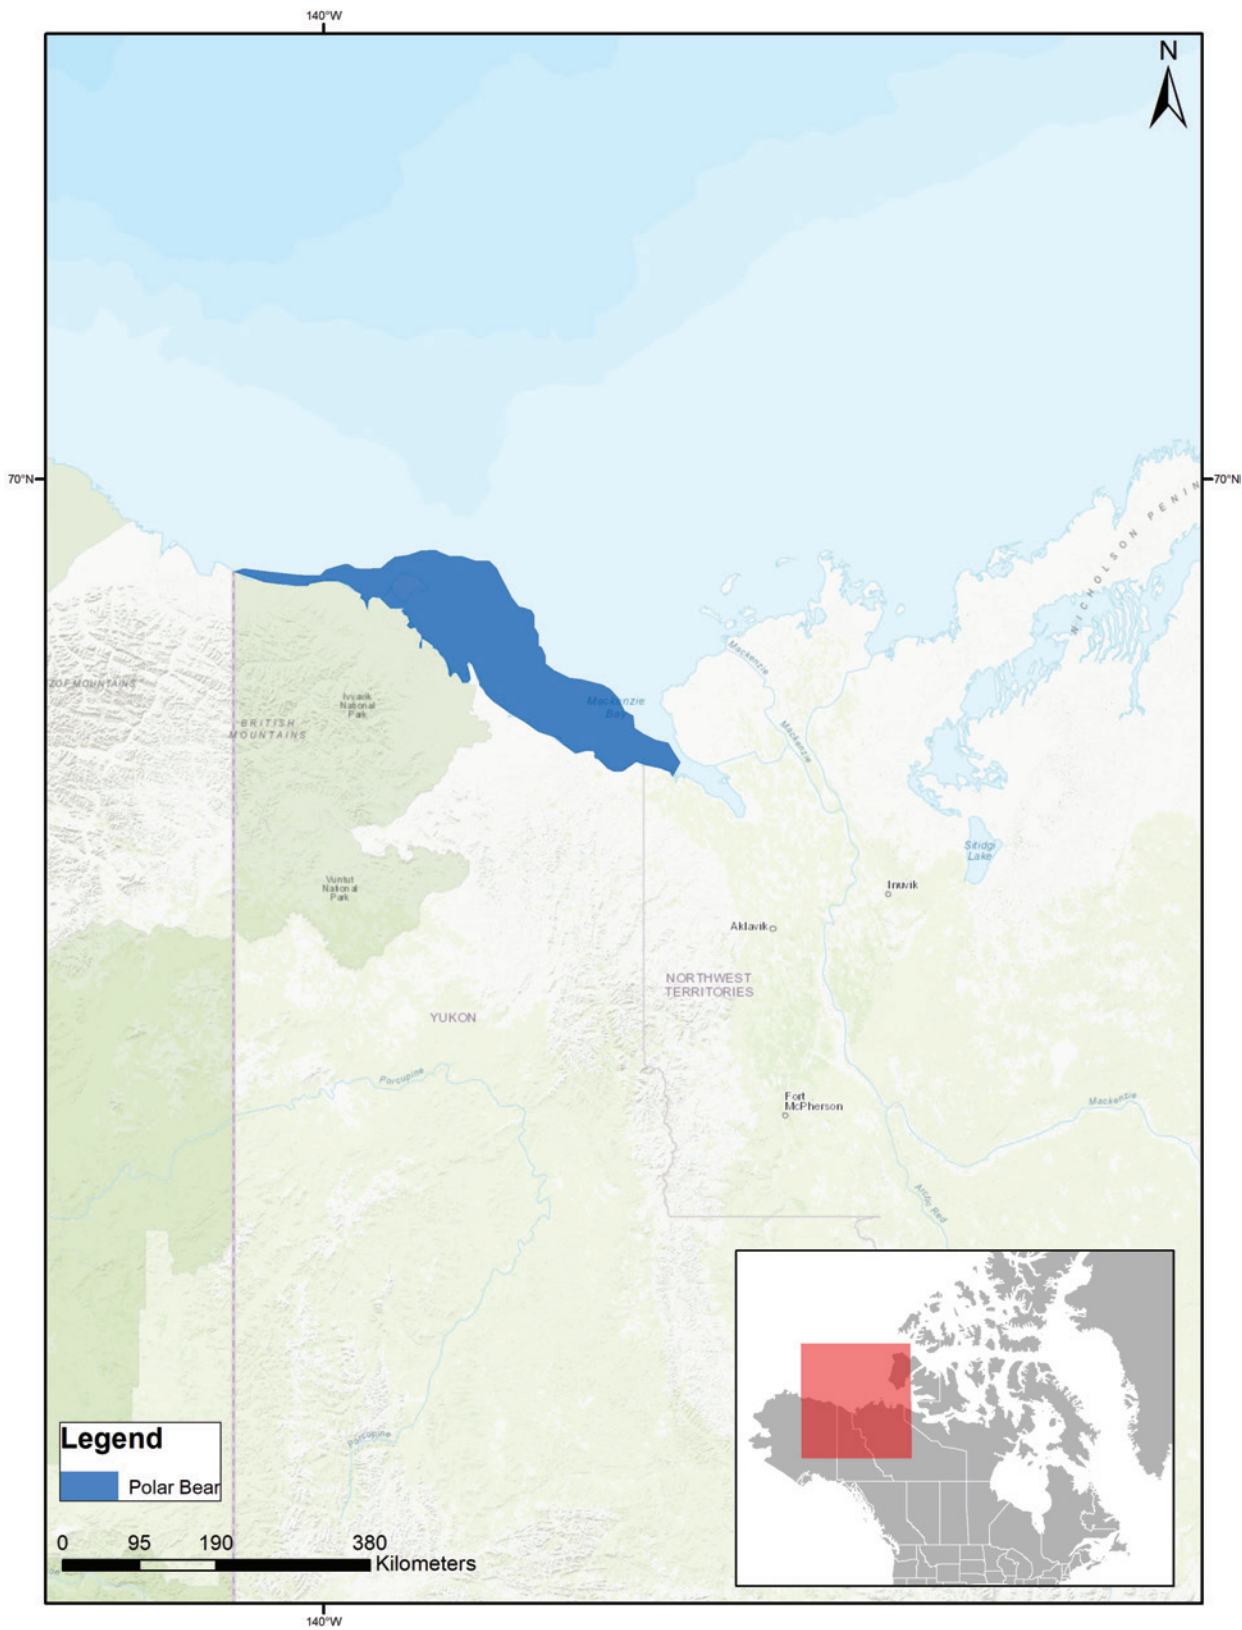 140°W
N
70°N
70°N
NICHOLSON PENIN
Mackenzie
ZOF MOUNTAINS
Ivvavik
National
Park
Mackenzie
Bay
BRITISH
MOUNTAINS
Mackenzie
Sitidgi
Lake
Vuntut
National
Park
Inuvik
Aklavik
NORTHWEST
TERRITORIES
YUKON
Porcupine
Fort
McPherson
Mackenzie
Arctic Red
Legend
Polar Bear
Porcupine
0 95 190 380
Kilometers
140°W